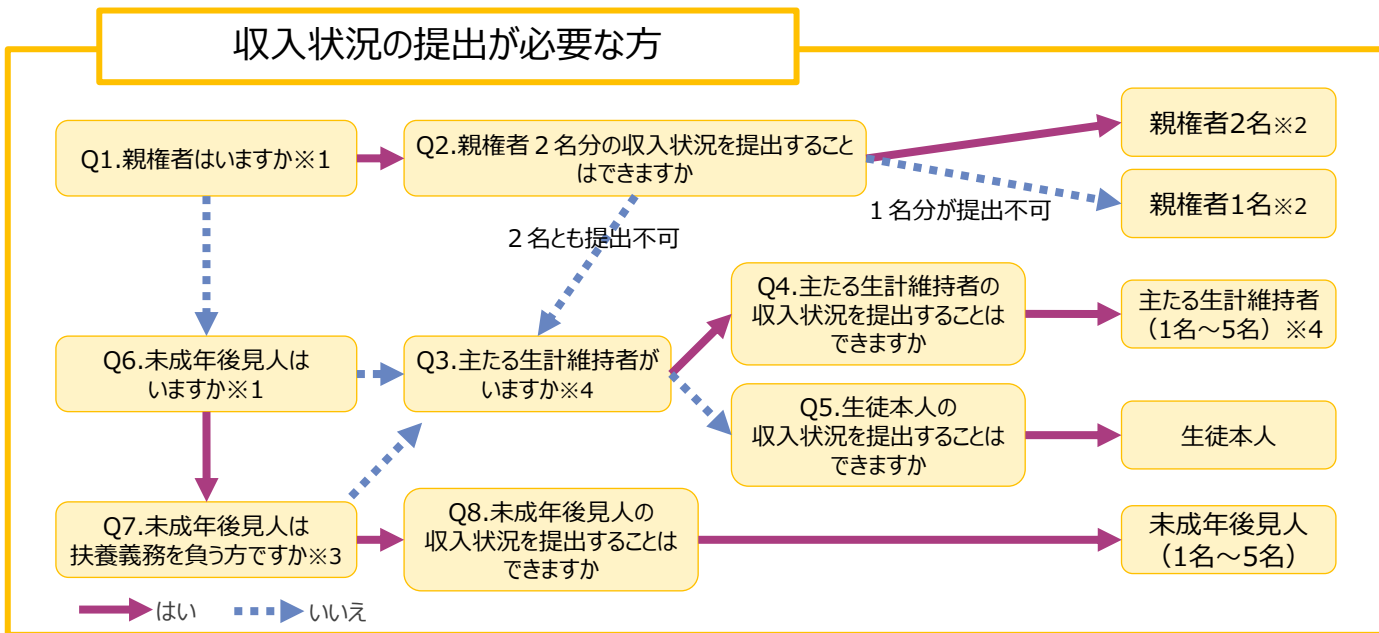 収入状況の提出が必要な方
Q1.親権者はいますか※1
Q2.親権者２名分の収入状況を提出すること
はできますか
親権者2名※2
親権者1名※2
１名分が提出不可
２名とも提出不可
Q6.未成年後見人は
いますか※1
Q3.主たる生計維持者が
いますか※4
Q4.主たる生計維持者の
収入状況を提出することは
できますか
主たる生計維持者
（1名～5名）※4
Q5.生徒本人の
収入状況を提出することは
できますか
生徒本人
Q7.未成年後見人は
扶養義務を負う方ですか※3
Q8.未成年後見人の
収入状況を提出することは
できますか
未成年後見人
（1名～5名）
はい
いいえ